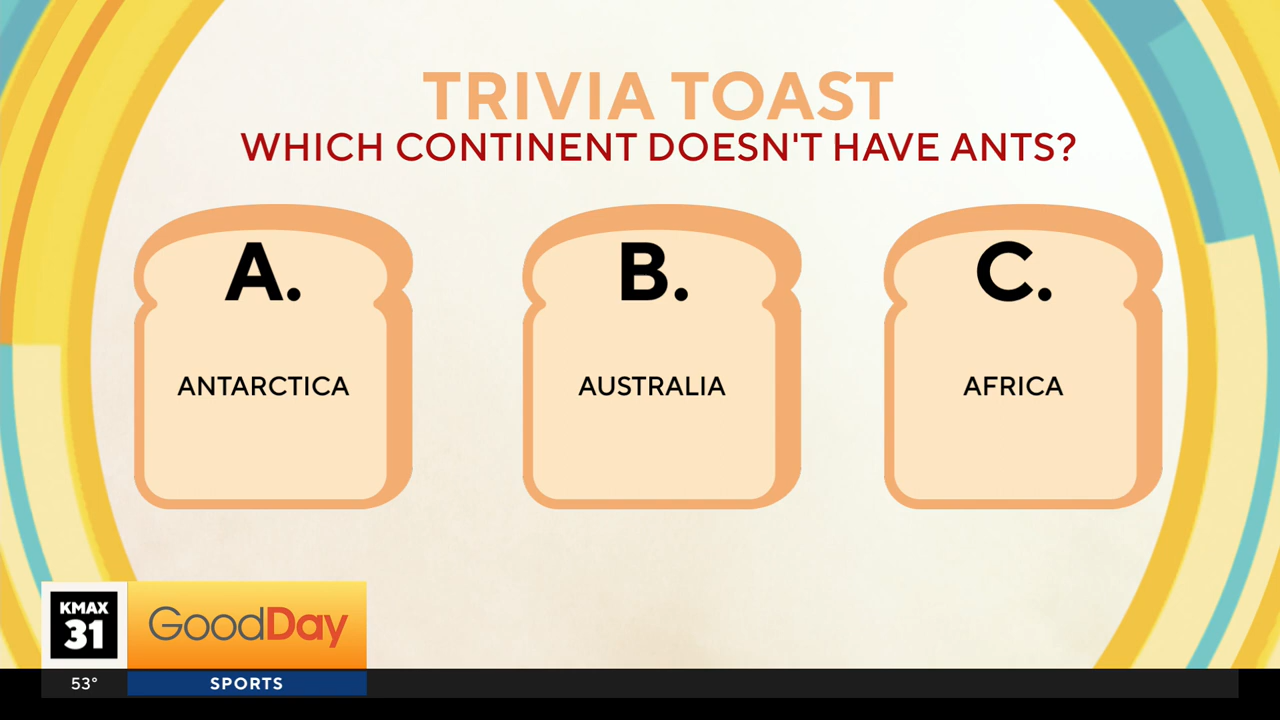 TRIVIA TOAST
WHICH CONTINENT DOESN'T HAVE ANTS?
A.
ANTARCTICA
B.
AUSTRALIA
C.
AFRICA
KMAX
31
GoodDay
53°
SPORTS